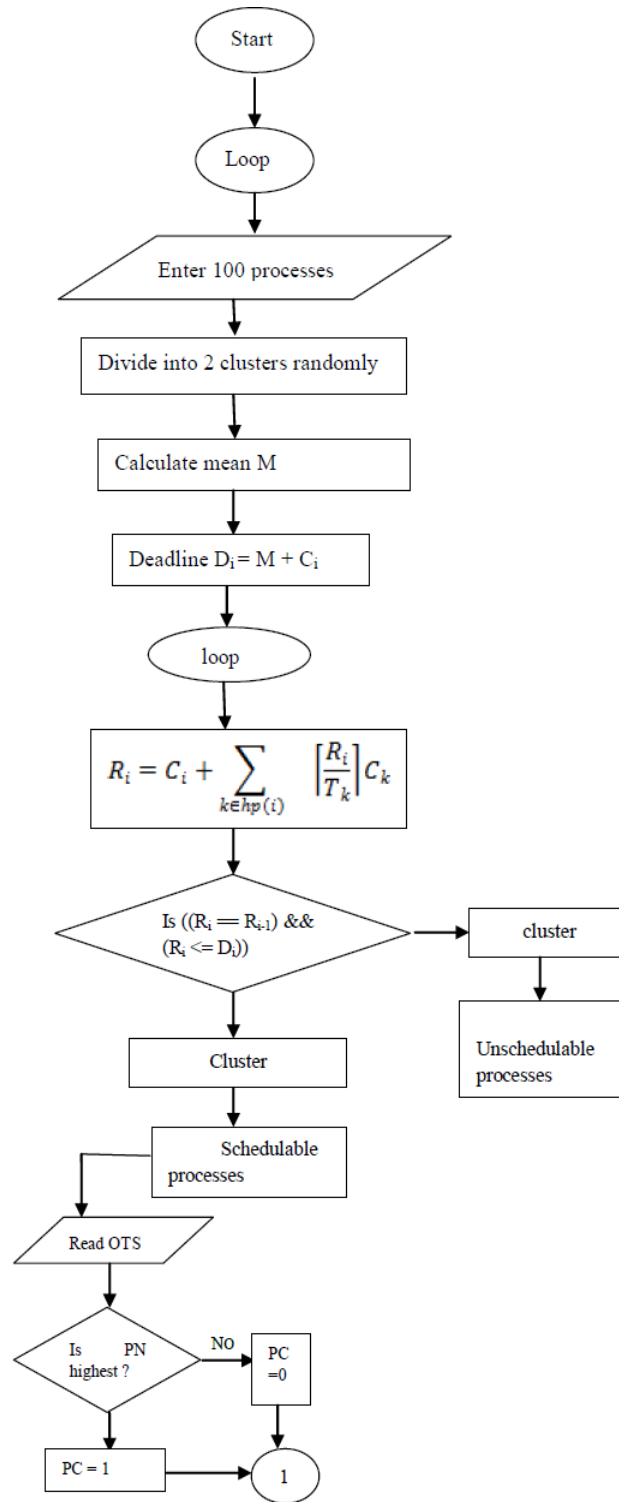 Start
Loop
Enter 100 processes
Divide into 2 clusters randomly
Calculate mean M
Deadline Dᵢ = M + Cᵢ
loop
Rᵢ = Cᵢ + ∑ₖ∈ₕₚ₍ᵢ₎ ⌈Rᵢ/Tₖ⌉ Cₖ
Is ((Rᵢ == Rᵢ₋₁) &&
(Rᵢ <= Dᵢ))
cluster
Unschedulable
processes
Cluster
Schedulable
processes
Read OTS
Is PN
highest ?
No
PC
=0
PC = 1
1